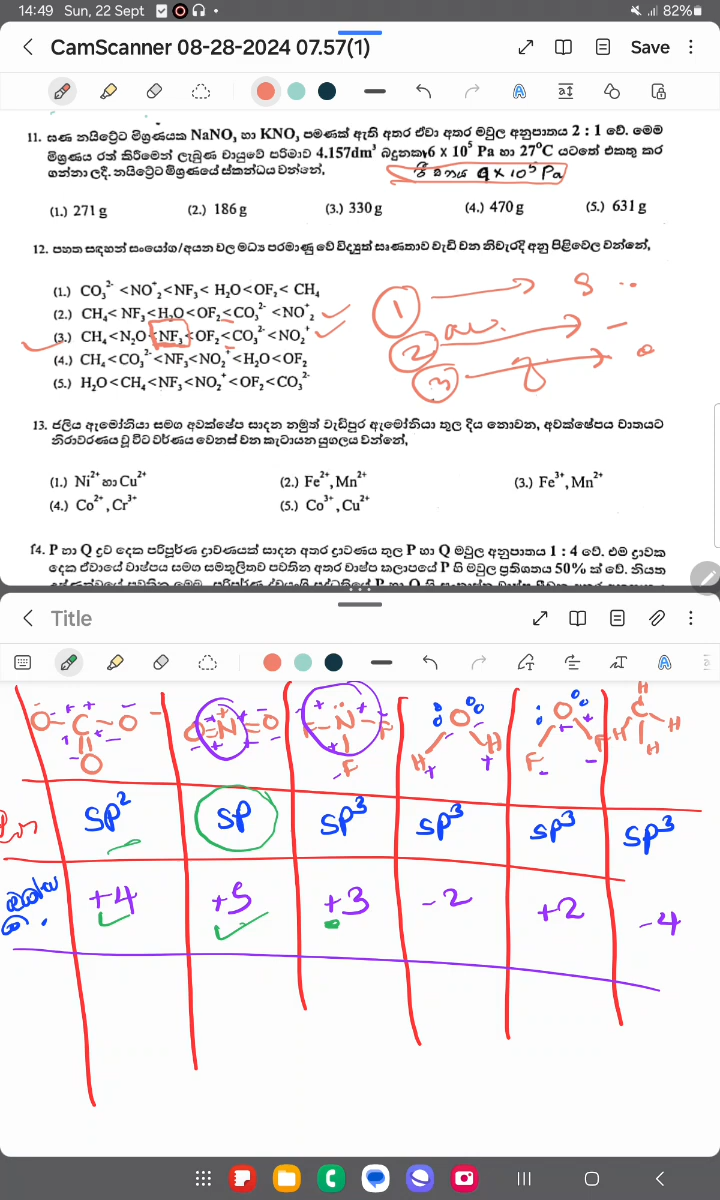 14:49 Sun, 22 Sept 82%
CamScanner 08-28-2024 07.57(1) Save
11. ඝණ නයිට්‍රේට මිශ්‍රණයක NaNO₃ හා KNO₃ පමණක් ඇති අතර ඒවා අතර මවුල අනුපාතය 2 : 1 වේ. මෙම
මිශ්‍රණය රත් කිරීමෙන් ලැබුණ වායුවේ පරිමාව 4.157dm³ බඳුනක 6 X 10⁵ Pa හා 27°C යටතේ එකතු කර
ගන්නා ලදී. නයිට්‍රේට මිශ්‍රණයේ ස්කන්ධය වන්නේ,
පීඩනය 9×10⁵ Pa
(1.) 271 g (2.) 186 g (3.) 330 g (4.) 470 g (5.) 631 g
12. පහත සඳහන් සංයෝග/අයන වල මධ්‍ය පරමාණු වේ විද්‍යුත් සෘණතාව වැඩි වන නිවැරදි අනු පිළිවෙල වන්නේ,
(1.) CO₃²⁻ <NO⁺₂<NF₃< H₂O<OF₂< CH₄
(2.) CH₄< NF₃<H₂O<OF₂<CO₃²⁻ <NO⁺₂
(3.) CH₄<N₂O<NF₃<OF₂<CO₃²⁻<NO₂⁺
(4.) CH₄<CO₃²⁻<NF₃<NO₂⁺<H₂O<OF₂
(5.) H₂O<CH₄<NF₃<NO₂⁺<OF₂<CO₃²⁻
1 S
2
3
13. ජලිය ඇමෝනියා සමග අවක්ෂේප සාදන නමුත් වැඩිපුර ඇමෝනියා තුල දිය නොවන, අවක්ෂේපය වාතයට
නිරාවරණය වූ විට වර්ණය වෙනස් වන කැටායන යුගලය වන්නේ,
(1.) Ni²⁺ හා Cu²⁺ (2.) Fe²⁺, Mn²⁺ (3.) Fe³⁺, Mn²⁺
(4.) Co²⁺, Cr³⁺ (5.) Co³⁺, Cu²⁺
14. P හා Q ද්‍රව දෙක පරිපූර්ණ ද්‍රාවණයක් සාදන අතර ද්‍රාවණය තුල P හා Q මවුල අනුපාතය 1 : 4 වේ. එම ද්‍රාවක
දෙක ඒවායේ වාෂ්පය සමග සමතුලිතව පවතින අතර වාෂ්ප කලාපයේ P හි මවුල ප්‍රතිශතය 50% ක් වේ. නියත
Title
O C O O
O N O
F N F F
O H H
O F F
C H H H H
sp² sp sp³ sp³ sp³ sp³
+4 +5 +3 -2 +2 -4